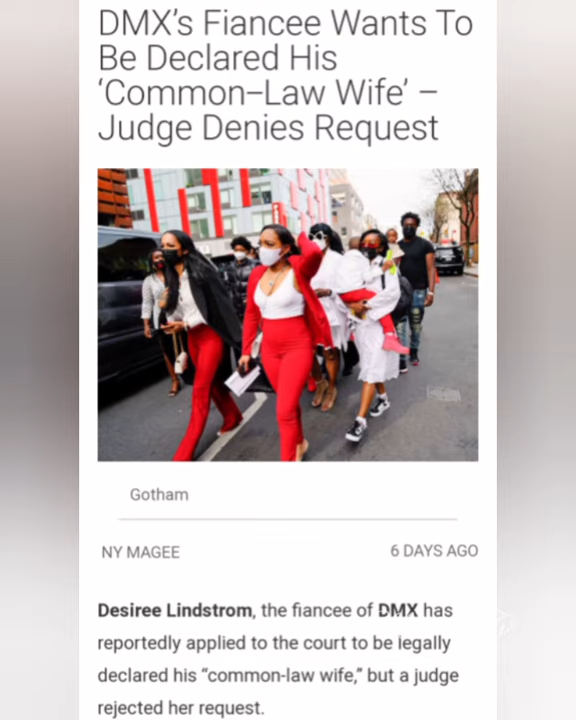 DMX’s Fiancee Wants To
Be Declared His
‘Common–Law Wife’ –
Judge Denies Request
Gotham
NY MAGEE
6 DAYS AGO
Desiree Lindstrom, the fiancee of DMX has
reportedly applied to the court to be legally
declared his “common-law wife,” but a judge
rejected her request.